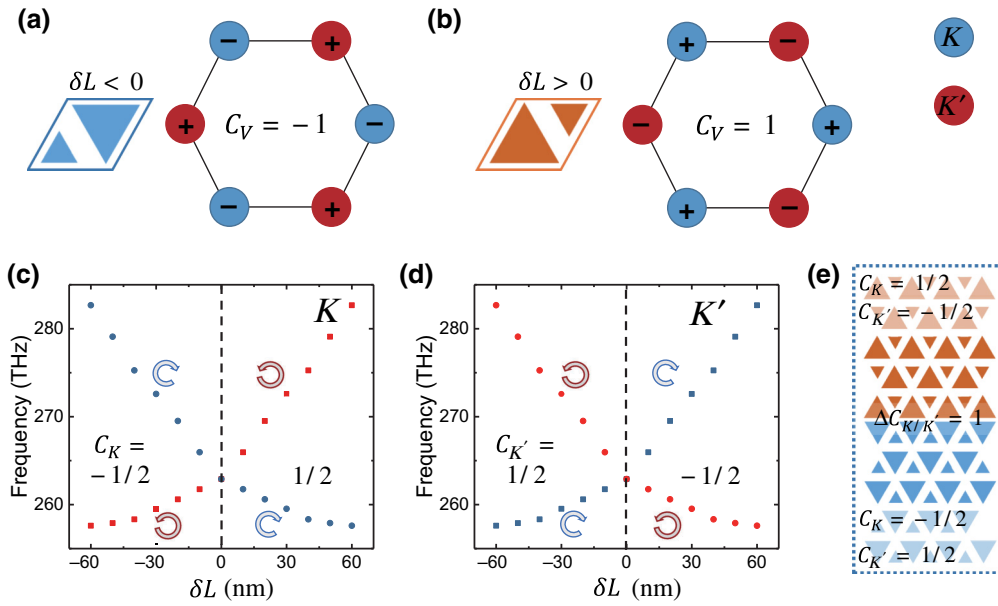 (a)
δL < 0
− +
+ C_V = −1 −
− +
(b)
δL > 0
+ −
− C_V = 1 +
+ −
K
K′
(c)
Frequency (THz)
280
270
260
K
C_K =
−1/2
1/2
−60 −30 0 30 60
δL (nm)
(d)
Frequency (THz)
280
270
260
K′
C_K′ =
1/2
−1/2
−60 −30 0 30 60
δL (nm)
(e)
C_K = 1/2
C_K′ = −1/2
ΔC_K/K′ = 1
C_K = −1/2
C_K′ = 1/2